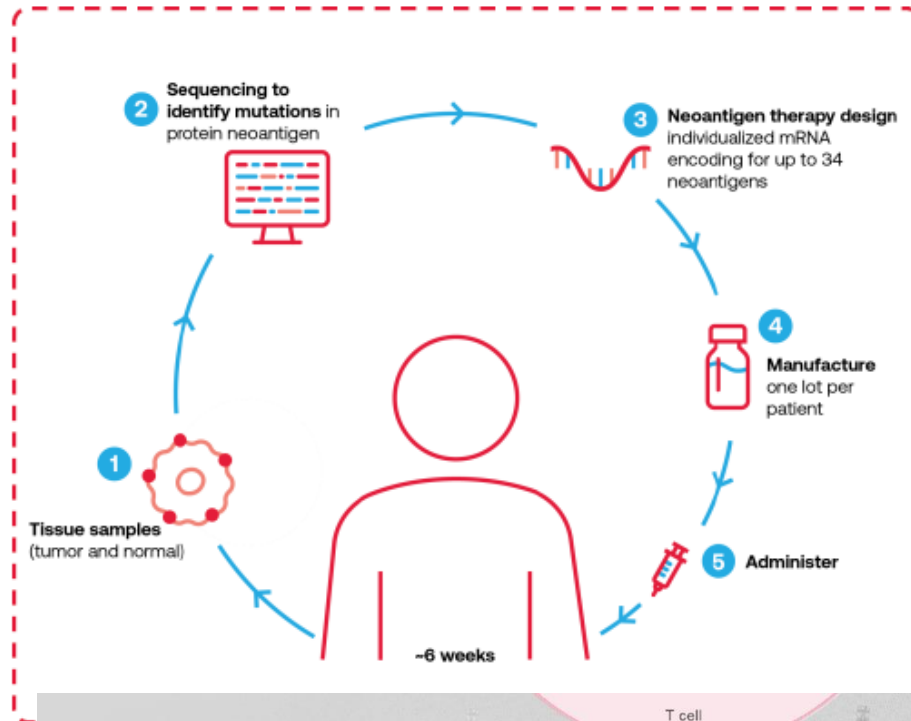 1
Tissue samples
(tumor and normal)
2
Sequencing to
identify mutations in
protein neoantigen
3
Neoantigen therapy design
individualized mRNA
encoding for up to 34
neoantigens
4
Manufacture
one lot per
patient
5
Administer
~6 weeks
T cell